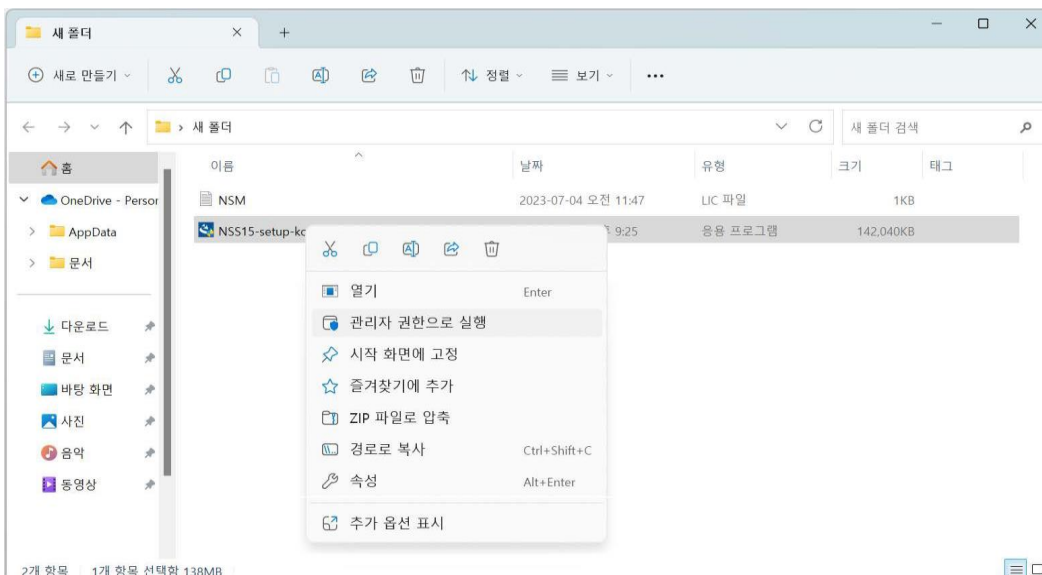 새 폴더
새로 만들기
정렬
보기
새 폴더
새 폴더 검색
홈
이름
날짜
유형
크기
태그
OneDrive - Persor
NSM
2023-07-04 오전 11:47
LIC 파일
1KB
AppData
NSS15-setup-ko
9:25
응용 프로그램
142,040KB
문서
열기
Enter
다운로드
관리자 권한으로 실행
문서
시작 화면에 고정
바탕 화면
즐겨찾기에 추가
사진
ZIP 파일로 압축
음악
경로로 복사
Ctrl+Shift+C
동영상
속성
Alt+Enter
추가 옵션 표시
2개 항목
1개 항목 선택함 138MB